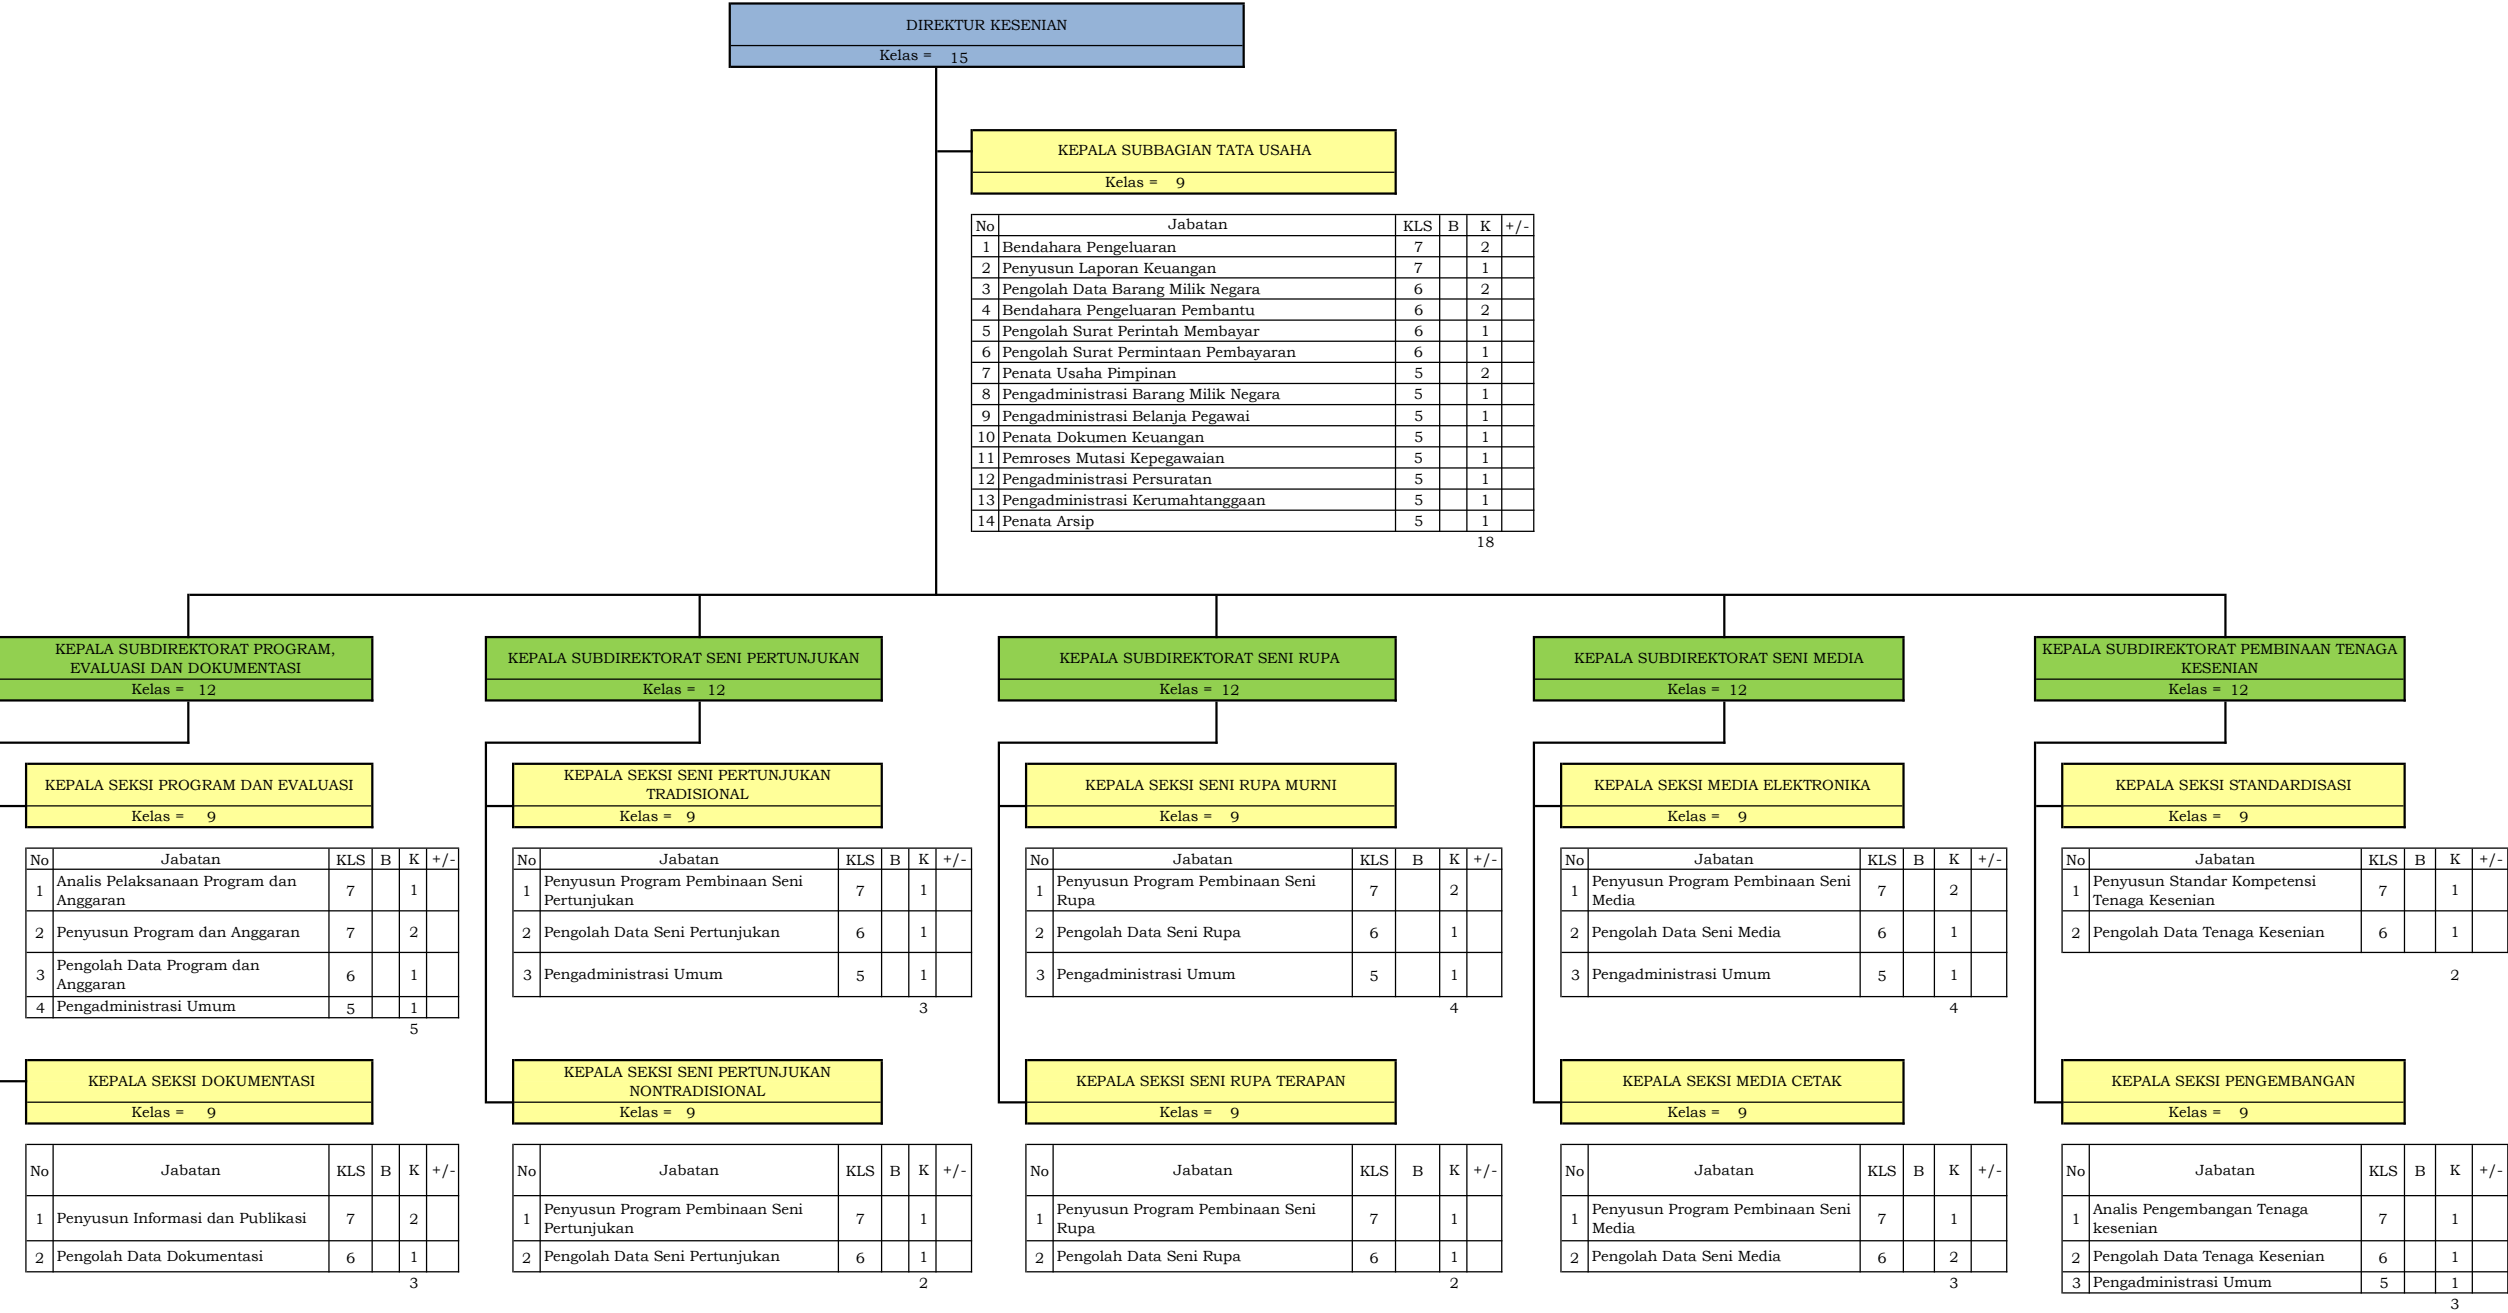 DIREKTUR KESENIAN
Kelas = 15
KEPALA SUBBAGIAN TATA USAHA
Kelas = 9
No Jabatan KLS B K +/-
1 Bendahara Pengeluaran 7 2
2 Penyusun Laporan Keuangan 7 1
3 Pengolah Data Barang Milik Negara 6 2
4 Bendahara Pengeluaran Pembantu 6 2
5 Pengolah Surat Perintah Membayar 6 1
6 Pengolah Surat Permintaan Pembayaran 6 1
7 Penata Usaha Pimpinan 5 2
8 Pengadministrasi Barang Milik Negara 5 1
9 Pengadministrasi Belanja Pegawai 5 1
10 Penata Dokumen Keuangan 5 1
11 Pemroses Mutasi Kepegawaian 5 1
12 Pengadministrasi Persuratan 5 1
13 Pengadministrasi Kerumahtanggaan 5 1
14 Penata Arsip 5 1
18
KEPALA SUBDIREKTORAT PROGRAM,
EVALUASI DAN DOKUMENTASI
Kelas = 12
KEPALA SEKSI PROGRAM DAN EVALUASI
Kelas = 9
No Jabatan KLS B K +/-
1 Analis Pelaksanaan Program dan
Anggaran 7 1
2 Penyusun Program dan Anggaran 7 2
3 Pengolah Data Program dan
Anggaran 6 1
4 Pengadministrasi Umum 5 1
5
KEPALA SEKSI DOKUMENTASI
Kelas = 9
No Jabatan KLS B K +/-
1 Penyusun Informasi dan Publikasi 7 2
2 Pengolah Data Dokumentasi 6 1
3
KEPALA SUBDIREKTORAT SENI PERTUNJUKAN
Kelas = 12
KEPALA SEKSI SENI PERTUNJUKAN
TRADISIONAL
Kelas = 9
No Jabatan KLS B K +/-
1 Penyusun Program Pembinaan Seni
Pertunjukan 7 1
2 Pengolah Data Seni Pertunjukan 6 1
3 Pengadministrasi Umum 5 1
3
KEPALA SEKSI SENI PERTUNJUKAN
NONTRADISIONAL
Kelas = 9
No Jabatan KLS B K +/-
1 Penyusun Program Pembinaan Seni
Pertunjukan 7 1
2 Pengolah Data Seni Pertunjukan 6 1
2
KEPALA SUBDIREKTORAT SENI RUPA
Kelas = 12
KEPALA SEKSI SENI RUPA MURNI
Kelas = 9
No Jabatan KLS B K +/-
1 Penyusun Program Pembinaan Seni
Rupa 7 2
2 Pengolah Data Seni Rupa 6 1
3 Pengadministrasi Umum 5 1
4
KEPALA SEKSI SENI RUPA TERAPAN
Kelas = 9
No Jabatan KLS B K +/-
1 Penyusun Program Pembinaan Seni
Rupa 7 1
2 Pengolah Data Seni Rupa 6 1
2
KEPALA SUBDIREKTORAT SENI MEDIA
Kelas = 12
KEPALA SEKSI MEDIA ELEKTRONIKA
Kelas = 9
No Jabatan KLS B K +/-
1 Penyusun Program Pembinaan Seni
Media 7 2
2 Pengolah Data Seni Media 6 1
3 Pengadministrasi Umum 5 1
4
KEPALA SEKSI MEDIA CETAK
Kelas = 9
No Jabatan KLS B K +/-
1 Penyusun Program Pembinaan Seni
Media 7 1
2 Pengolah Data Seni Media 6 2
3
KEPALA SUBDIREKTORAT PEMBINAAN TENAGA
KESENIAN
Kelas = 12
KEPALA SEKSI STANDARDISASI
Kelas = 9
No Jabatan KLS B K +/-
1 Penyusun Standar Kompetensi
Tenaga Kesenian 7 1
2 Pengolah Data Tenaga Kesenian 6 1
2
KEPALA SEKSI PENGEMBANGAN
Kelas = 9
No Jabatan KLS B K +/-
1 Analis Pengembangan Tenaga
kesenian 7 1
2 Pengolah Data Tenaga Kesenian 6 1
3 Pengadministrasi Umum 5 1
3